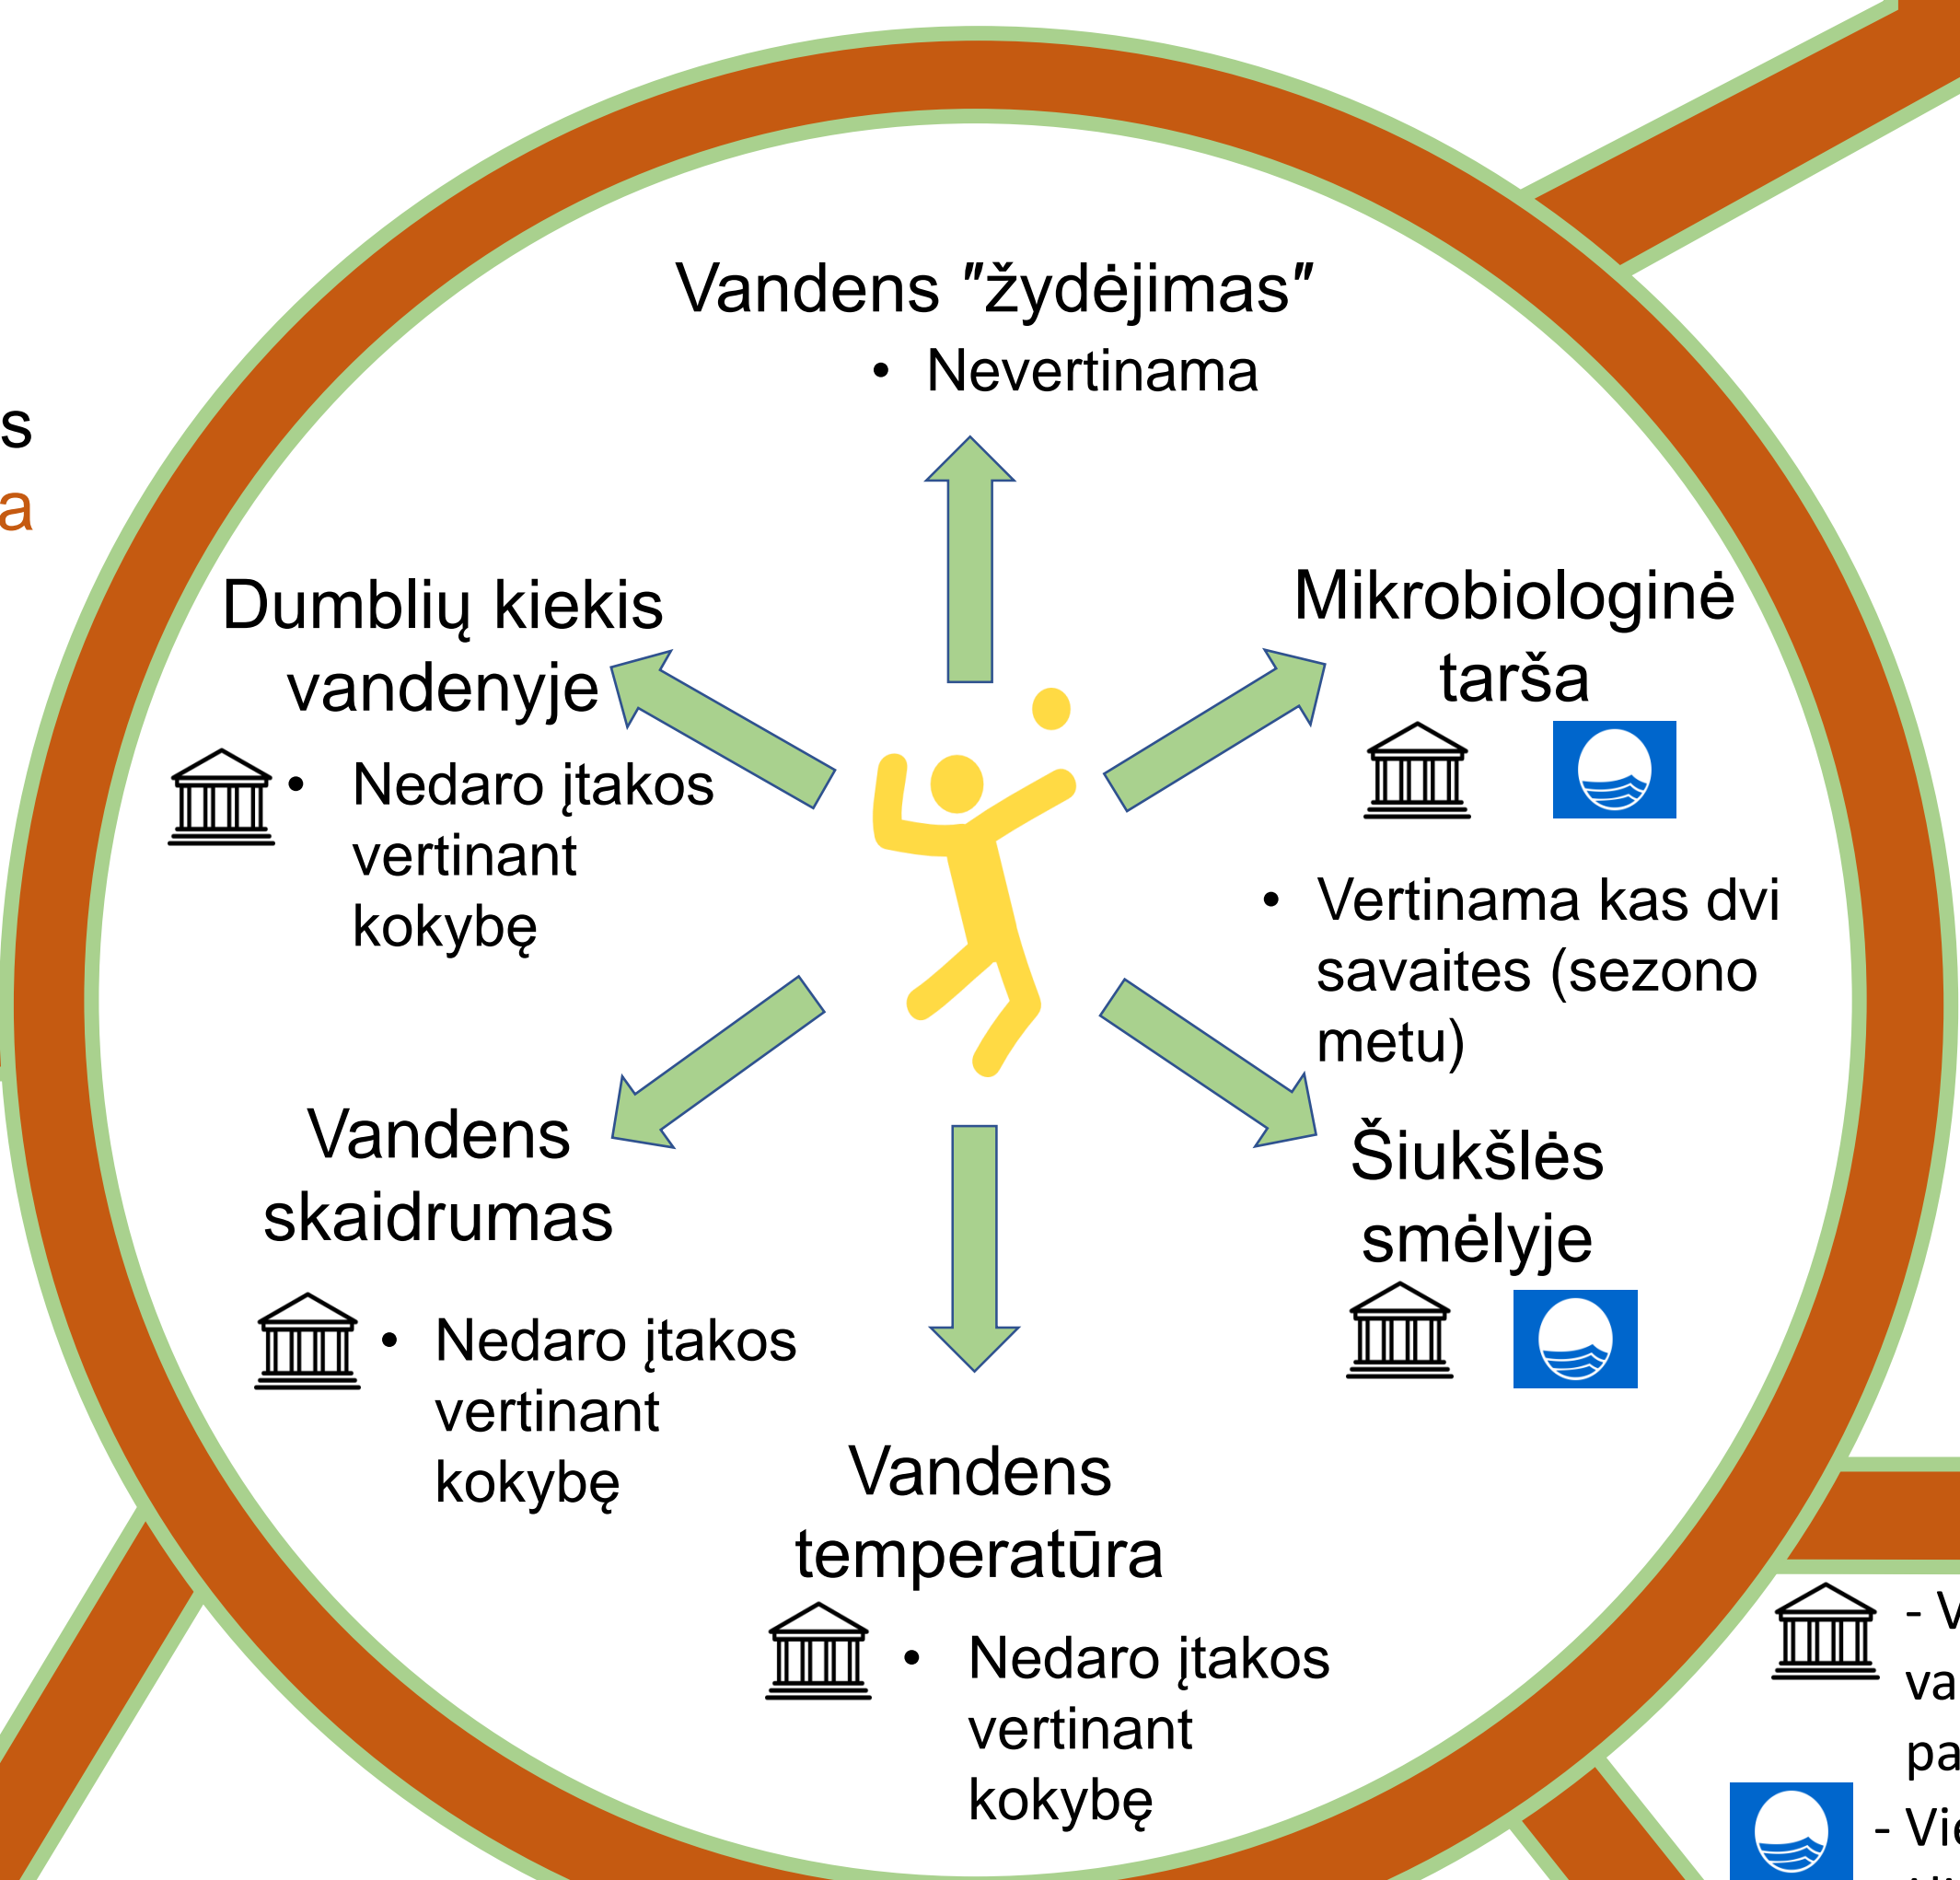 Vandens "žydėjimas"
• Nevertinama
Dumblių kiekis
vandenyje
• Nedaro įtakos
vertinant
kokybę
Mikrobiologinė
tarša
• Vertinama kas dvi
savaites (sezono
metu)
Vandens
skaidrumas
• Nedaro įtakos
vertinant
kokybę
Šiukšlės
smėlyje
Vandens
temperatūra
• Nedaro įtakos
vertinant
kokybę